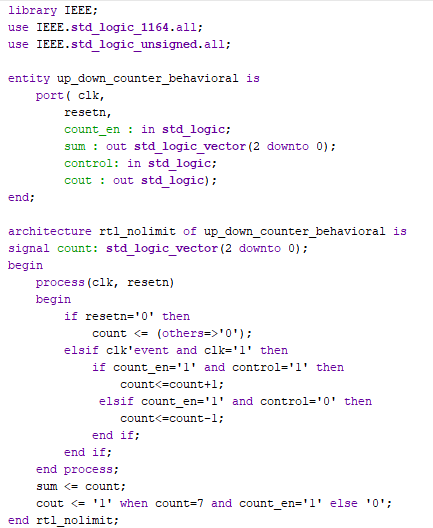 library IEEE;
use IEEE.std_logic_1164.all;
use IEEE.std_logic_unsigned.all;

entity up_down_counter_behavioral is
    port( clk,
        resetn,
        count_en : in std_logic;
        sum : out std_logic_vector(2 downto 0);
        control: in std_logic;
        cout : out std_logic);
end;

architecture rtl_nolimit of up_down_counter_behavioral is
signal count: std_logic_vector(2 downto 0);
begin
    process(clk, resetn)
    begin
        if resetn='0' then
            count <= (others=>'0');
        elsif clk'event and clk='1' then
            if count_en='1' and control='1' then
                count<=count+1;
             elsif count_en='1' and control='0' then
                count<=count-1;
            end if;
        end if;
    end process;
    sum <= count;
    cout <= '1' when count=7 and count_en='1' else '0';
end rtl_nolimit;